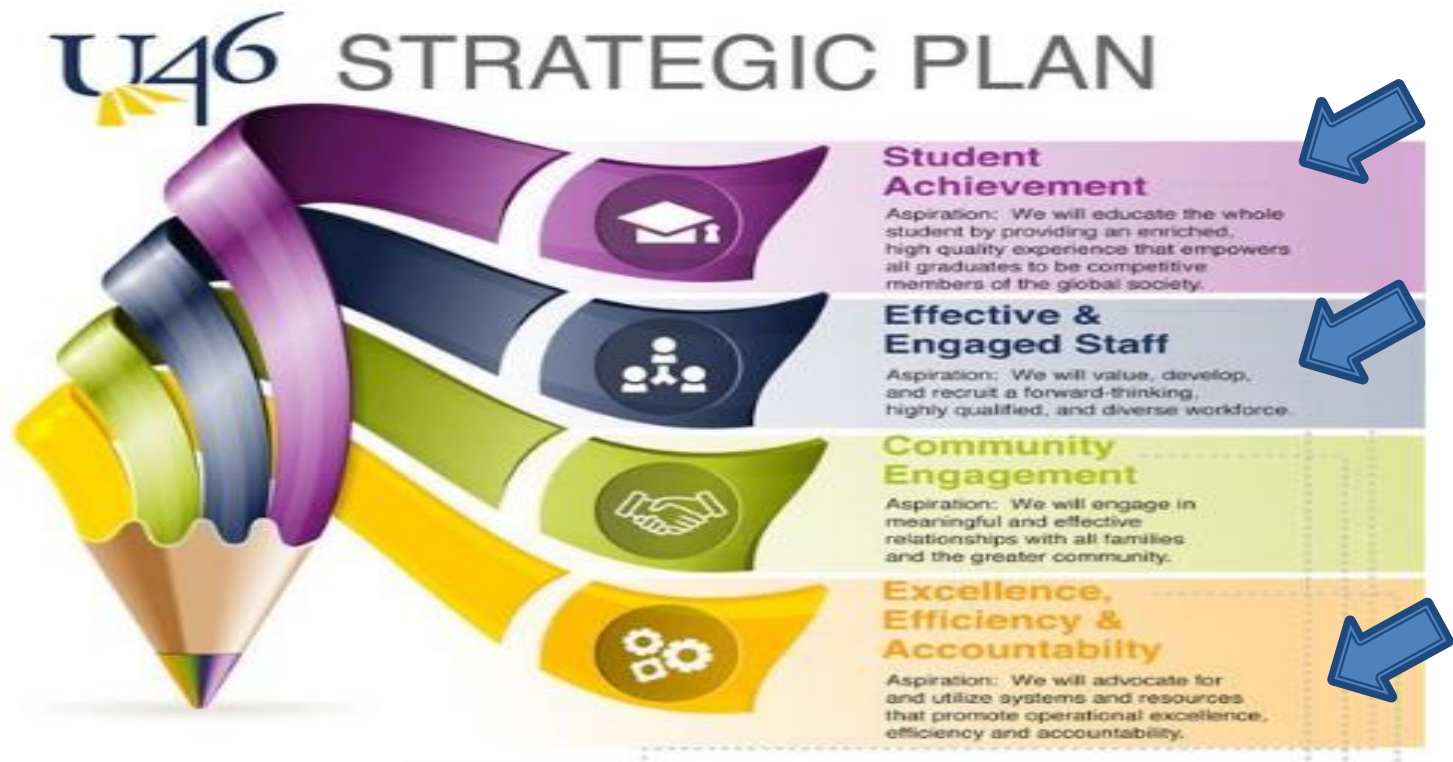 U46 STRATEGIC PLAN
Student
Achievement
Aspiration: We will educate the whole
student by providing an enriched,
high quality experience that empowers
all graduates to be competitive
members of the global society.
Effective &
Engaged Staff
Aspiration: We will value, develop,
and recruit a forward-thinking,
highly qualified, and diverse workforce.
Community
Engagement
Aspiration: We will engage in
meaningful and effective
relationships with all families
and the greater community.
Excellence,
Efficiency &
Accountabilty
Aspiration: We will advocate for
and utilize systems and resources
that promote operational excellence,
efficiency and accountability.